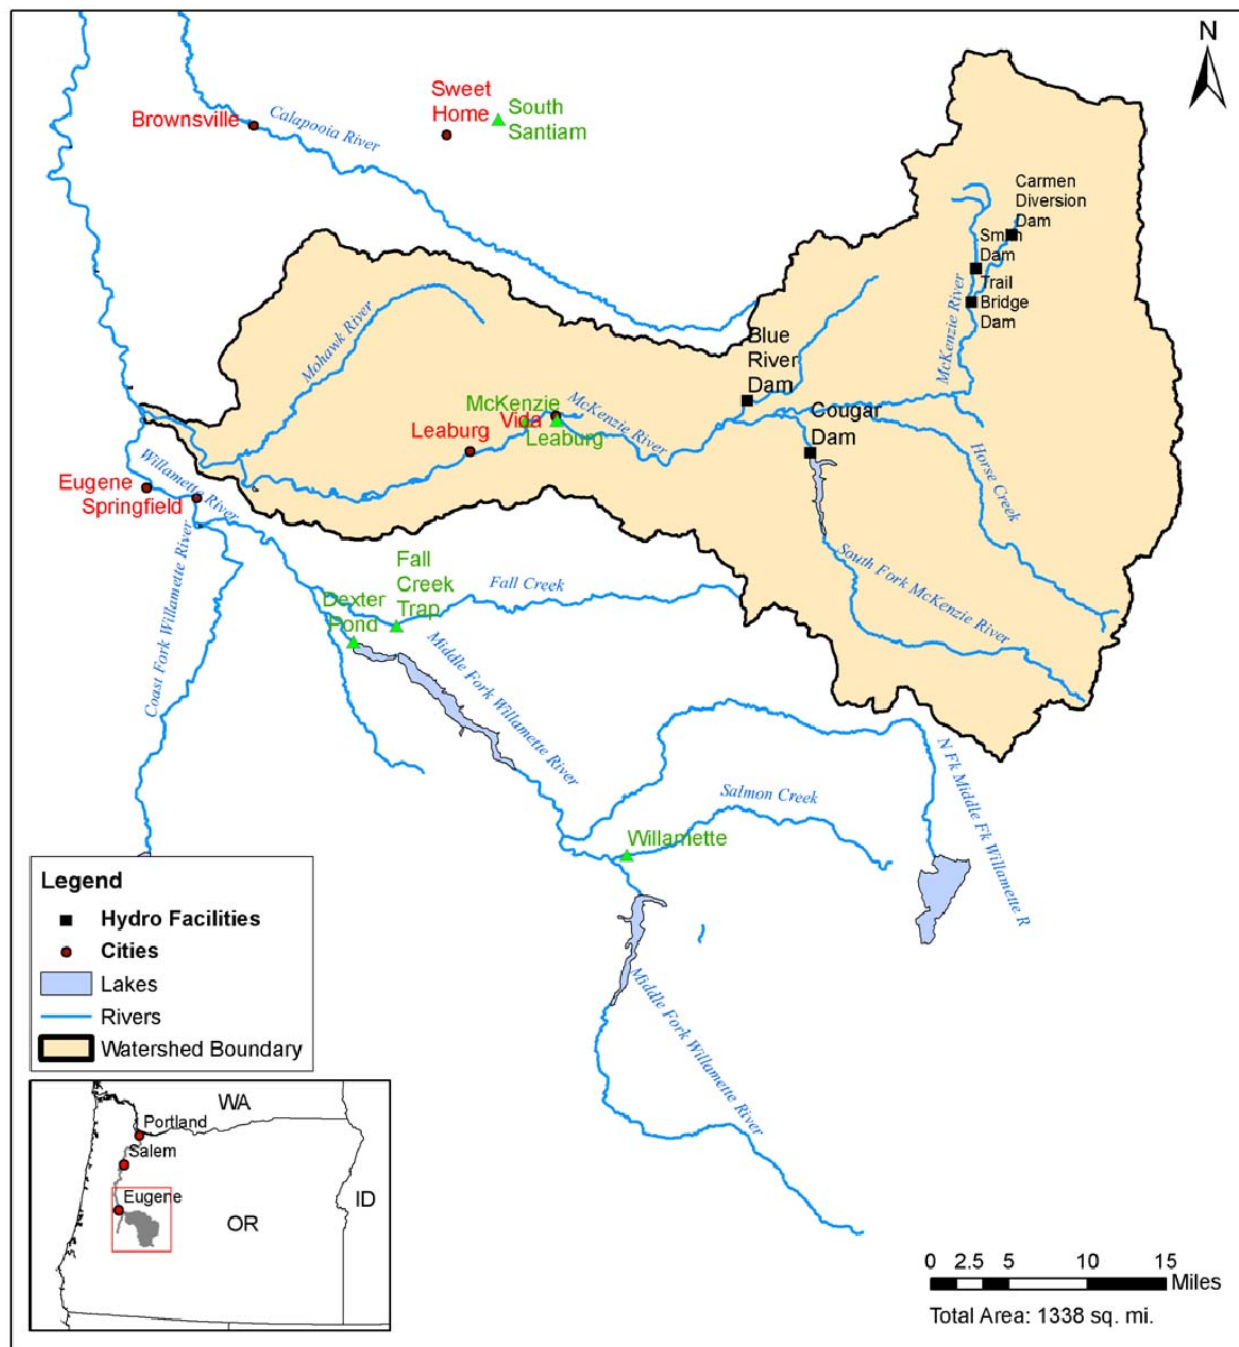 N
Sweet
Home
South
Santiam
Brownsville
Calapooia River
Carmen
Diversion
Dam
Smith
Dam
Trail
Bridge
Dam
McKenzie River
Mohawk River
Blue
River
Dam
McKenzie
McKenzie River
Vida
Leaburg
Leaburg
Cougar
Dam
Horse Creek
Willamette River
Eugene
Springfield
South Fork McKenzie River
Coast Fork Willamette River
Fall
Creek
Trap
Fall Creek
Dexter
Pond
Middle Fork Willamette River
N Fk Middle Fk Willamette R
Salmon Creek
Willamette
Middle Fork Willamette River
Legend
Hydro Facilities
Cities
Lakes
Rivers
Watershed Boundary
WA
Portland
Salem
Eugene
OR
ID
0 2.5 5 10 15
Miles
Total Area: 1338 sq. mi.